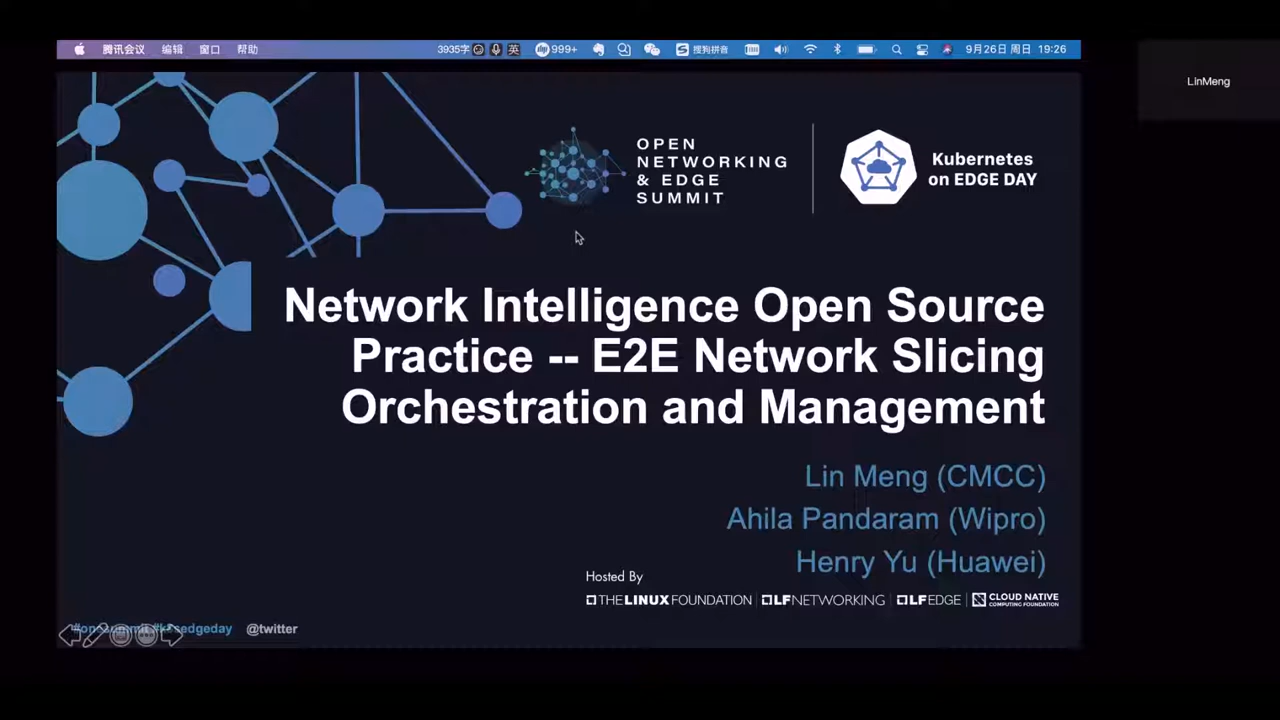 腾讯会议 编辑 窗口 帮助 3935字 英 999+ 搜狗拼音 9月26日 周日 19:26
LinMeng
OPEN
NETWORKING
& EDGE
SUMMIT
Kubernetes
on EDGE DAY
Network Intelligence Open Source
Practice -- E2E Network Slicing
Orchestration and Management
Lin Meng (CMCC)
Ahila Pandaram (Wipro)
Henry Yu (Huawei)
Hosted By
THE LINUX FOUNDATION LFNETWORKING LFEDGE CLOUD NATIVE
COMPUTING FOUNDATION
@twitter